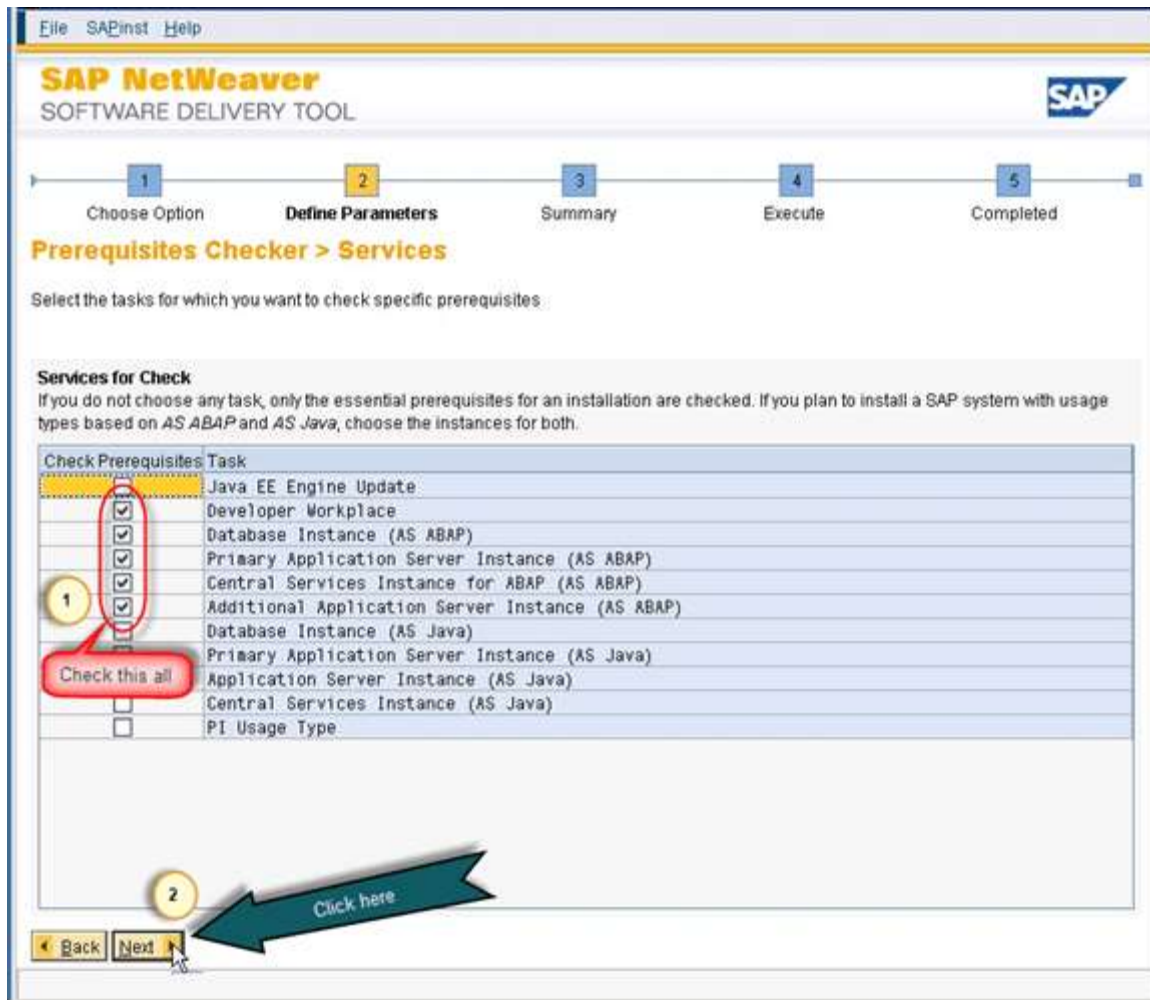 File SAPinst Help
SAP NetWeaver
SOFTWARE DELIVERY TOOL
SAP
1 2 3 4 5
Choose Option Define Parameters Summary Execute Completed
Prerequisites Checker > Services
Select the tasks for which you want to check specific prerequisites
Services for Check
If you do not choose any task, only the essential prerequisites for an installation are checked. If you plan to install a SAP system with usage
types based on AS ABAP and AS Java, choose the instances for both.
Check Prerequisites Task
Java EE Engine Update
Developer Workplace
Database Instance (AS ABAP)
Primary Application Server Instance (AS ABAP)
Central Services Instance for ABAP (AS ABAP)
1
Additional Application Server Instance (AS ABAP)
Database Instance (AS Java)
Primary Application Server Instance (AS Java)
Check this all
Application Server Instance (AS Java)
Central Services Instance (AS Java)
PI Usage Type
2
Click here
Back Next